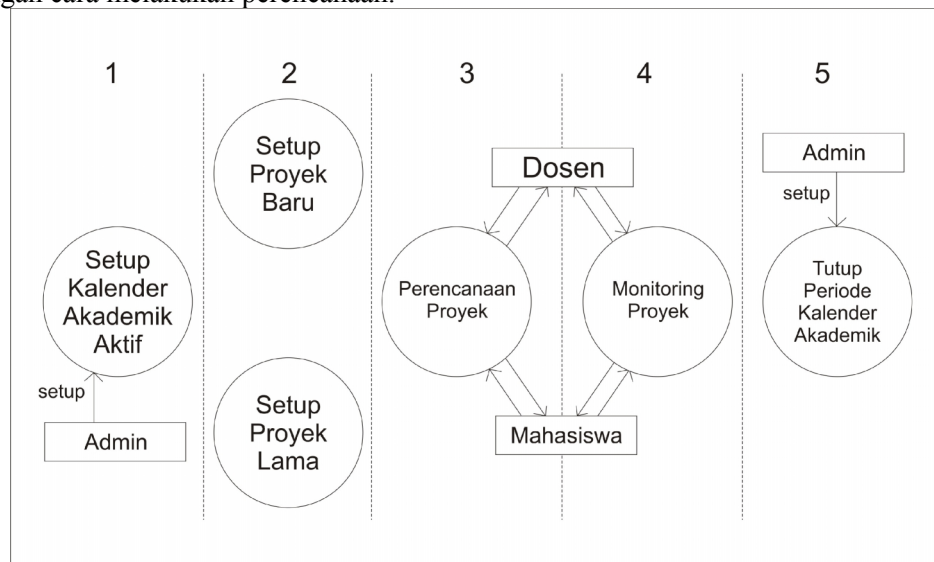 gan cara melakukan perencanaan.
1
2
3
4
5
Setup
Kalender
Akademik
Aktif
setup
Admin
Setup
Proyek
Baru
Setup
Proyek
Lama
Dosen
Perencanaan
Proyek
Monitoring
Proyek
Mahasiswa
Admin
setup
Tutup
Periode
Kalender
Akademik